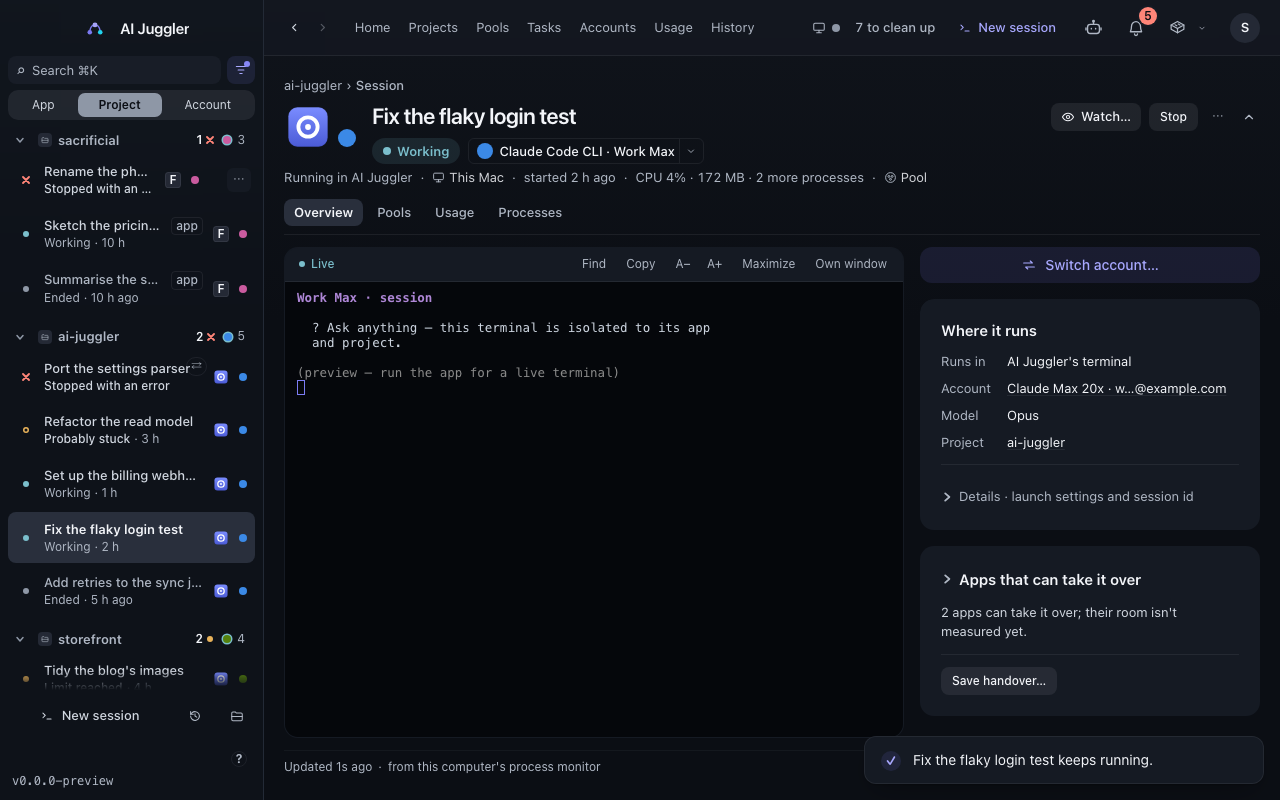 AI Juggler
Home
Projects
Pools
Tasks
Accounts
Usage
History
7 to clean up
New session
5
S
Search ⌘K
App
Project
Account
sacrificial
1
3
Rename the ph...
Stopped with an ...
F
Sketch the pricin...
app
Working · 10 h
F
Summarise the s...
app
Ended · 10 h ago
F
ai-juggler
2
5
Port the settings parser
Stopped with an error
Refactor the read model
Probably stuck · 3 h
Set up the billing webh...
Working · 1 h
Fix the flaky login test
Working · 2 h
Add retries to the sync j...
Ended · 5 h ago
storefront
2
4
Tidy the blog's images
Limit reached · 4 h
New session
?
v0.0.0-preview
ai-juggler › Session
Fix the flaky login test
Watch...
Stop
Working
Claude Code CLI · Work Max
Running in AI Juggler · This Mac · started 2 h ago · CPU 4% · 172 MB · 2 more processes · Pool
Overview
Pools
Usage
Processes
Live
Find
Copy
A−
A+
Maximize
Own window
Work Max · session
? Ask anything — this terminal is isolated to its app
and project.
(preview — run the app for a live terminal)
Switch account...
Where it runs
Runs in AI Juggler's terminal
Account Claude Max 20x · w...@example.com
Model Opus
Project ai-juggler
Details · launch settings and session id
Apps that can take it over
2 apps can take it over; their room isn't
measured yet.
Save handover...
Updated 1s ago · from this computer's process monitor
Fix the flaky login test keeps running.